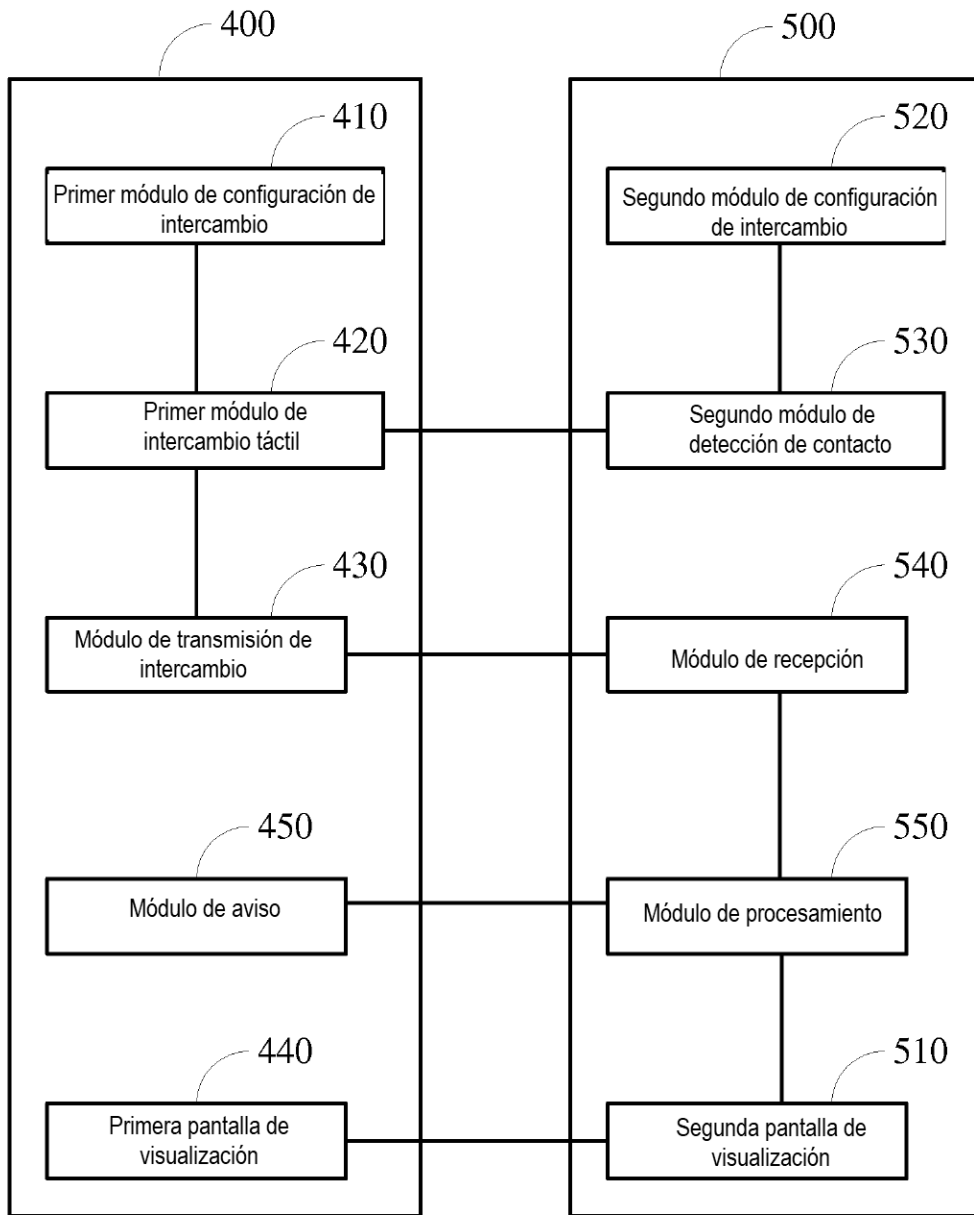 400
500
410
520
Primer módulo de configuración de
intercambio
Segundo módulo de configuración
de intercambio
420
530
Primer módulo de
intercambio táctil
Segundo módulo de
detección de contacto
430
540
Módulo de transmisión de
intercambio
Módulo de recepción
450
550
Módulo de aviso
Módulo de procesamiento
440
510
Primera pantalla de
visualización
Segunda pantalla de
visualización